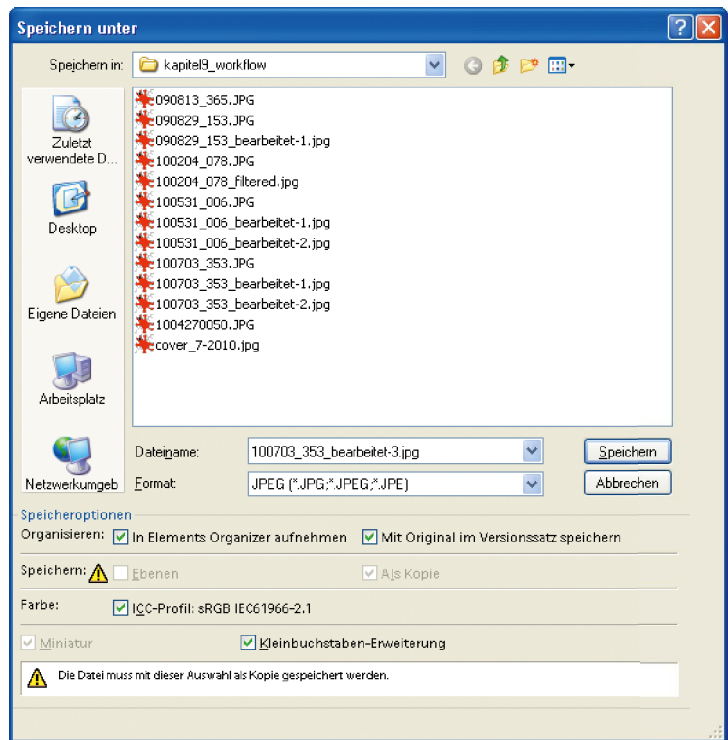 Speichern unter
Speichern in: kapitel9_workflow
Zuletzt
verwendete D...
Desktop
Eigene Dateien
Arbeitsplatz
Netzwerkumgeb
090813_365.JPG
090829_153.JPG
090829_153_bearbeitet-1.jpg
100204_078.JPG
100204_078_filtered.jpg
100531_006.JPG
100531_006_bearbeitet-1.jpg
100531_006_bearbeitet-2.jpg
100703_353.JPG
100703_353_bearbeitet-1.jpg
100703_353_bearbeitet-2.jpg
1004270050.JPG
cover_7-2010.jpg
Dateiname: 100703_353_bearbeitet-3.jpg Speichern
Format: JPEG (*.JPG;*.JPEG;*.JPE) Abbrechen
Speicheroptionen
Organisieren: In Elements Organizer aufnehmen Mit Original im Versionssatz speichern
Speichern: Ebenen Als Kopie
Farbe: ICC-Profil: sRGB IEC61966-2.1
Miniatur Kleinbuchstaben-Erweiterung
Die Datei muss mit dieser Auswahl als Kopie gespeichert werden.